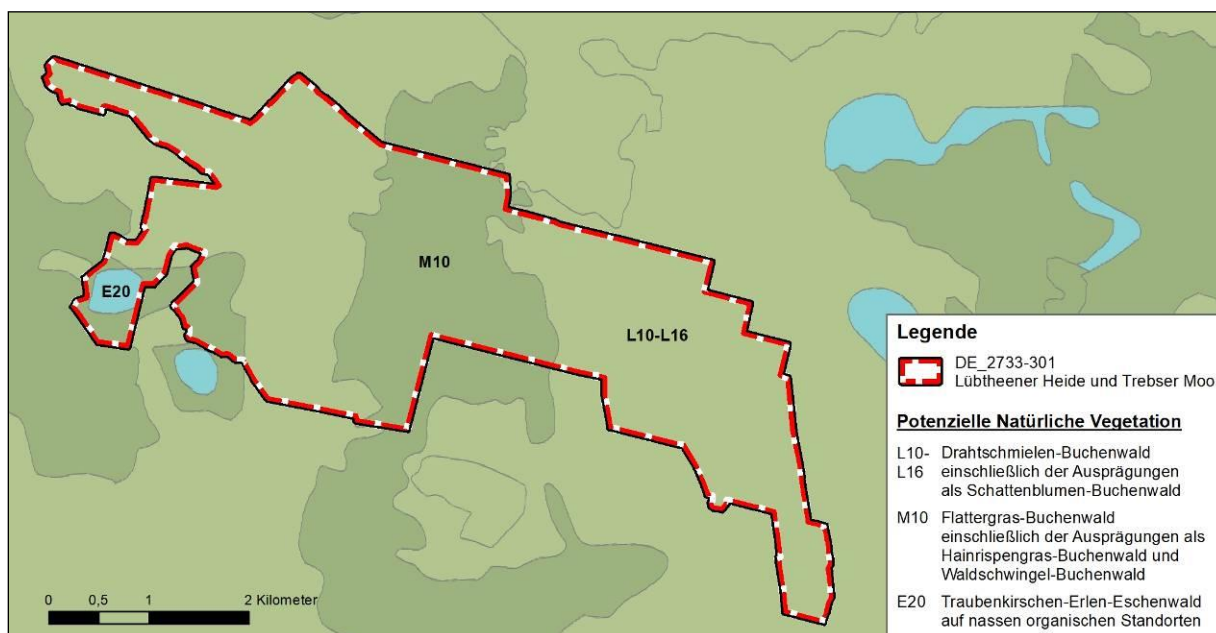 M10
E20
L10-L16
Legende
DE_2733-301
Lübtheener Heide und Trebser Moo
Potenzielle Natürliche Vegetation
L10- Drahtschmielen-Buchenwald
L16 einschließlich der Ausprägungen
als Schattenblumen-Buchenwald
M10 Flattergras-Buchenwald
einschließlich der Ausprägungen als
Hainrispengras-Buchenwald und
Waldschwingel-Buchenwald
E20 Traubenkirschen-Erlen-Eschenwald
auf nassen organischen Standorten
0 0,5 1 2 Kilometer